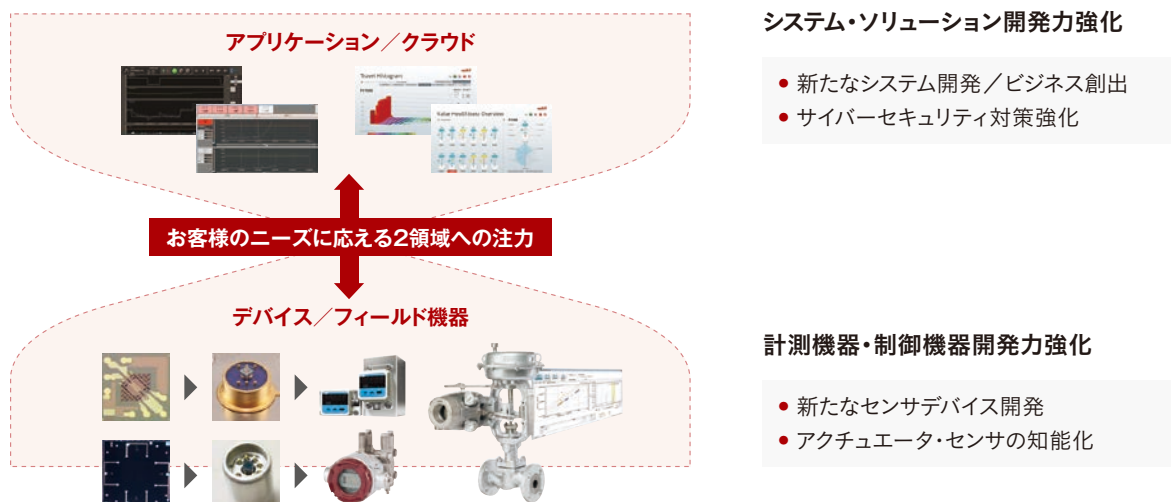 アプリケーション／クラウド
Travel Histogram
Valve Healthiness Overview
お客様のニーズに応える2領域への注力
デバイス／フィールド機器
システム・ソリューション開発力強化
● 新たなシステム開発／ビジネス創出
● サイバーセキュリティ対策強化
計測機器・制御機器開発力強化
● 新たなセンサデバイス開発
● アクチュエータ・センサの知能化